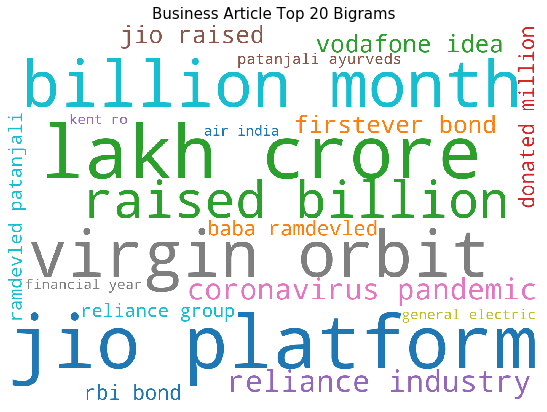 Business Article Top 20 Bigrams
jio raised
vodafone idea
patanjali ayurveds
billion month
donated million
kent ro
air india
firstever bond
lakh crore
ramdevled patanjali
raised billion
baba ramdevled
virgin orbit
financial year
coronavirus pandemic
reliance group
general electric
jio platform
reliance industry
rbi bond